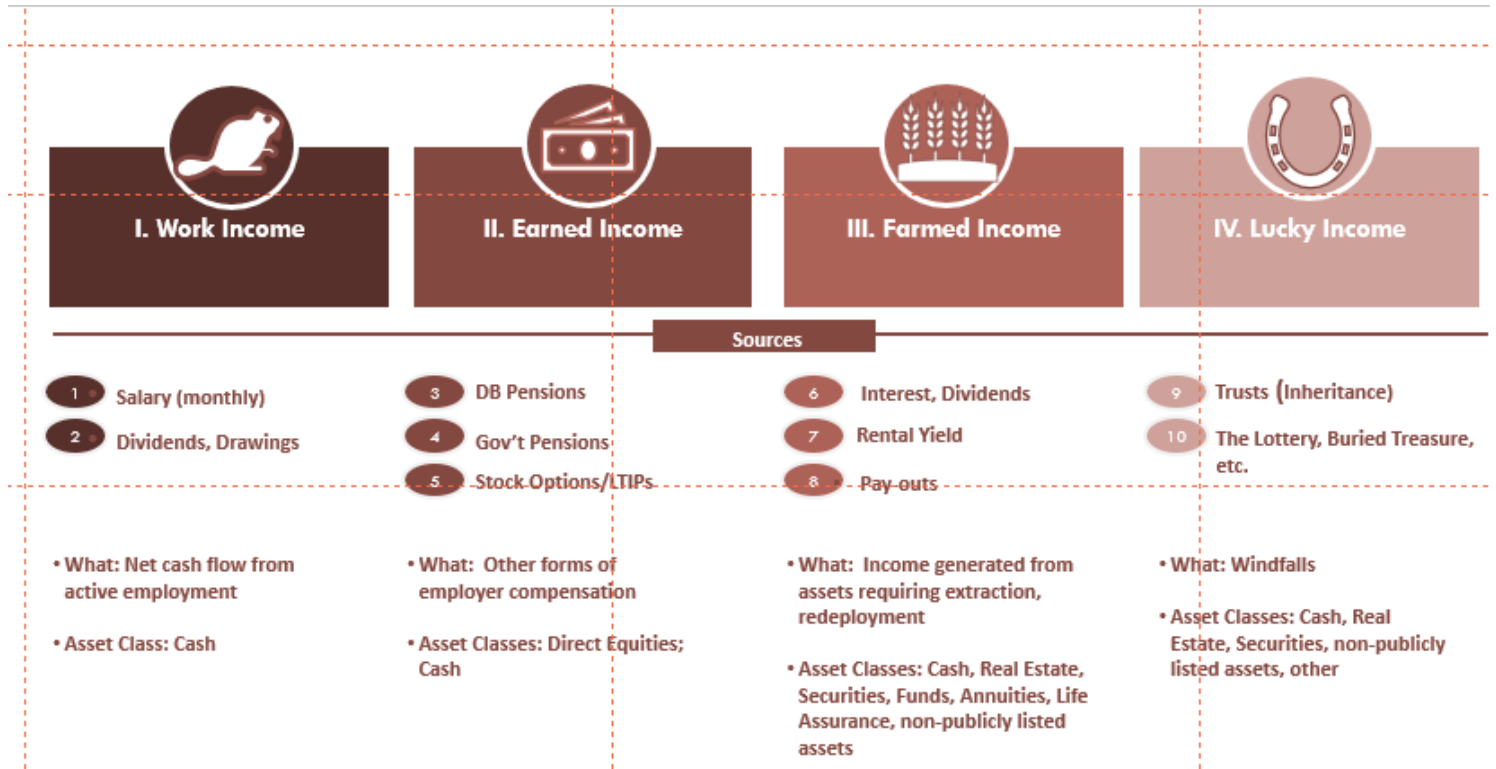 I. Work Income
II. Earned Income
III. Farmed Income
IV. Lucky Income
Sources
1 Salary (monthly)
2 Dividends, Drawings
3 DB Pensions
4 Gov't Pensions
5 Stock Options/LTIPs
6 Interest, Dividends
7 Rental Yield
8 Pay outs
9 Trusts (Inheritance)
10 The Lottery, Buried Treasure,
etc.
• What: Net cash flow from
active employment
• Asset Class: Cash
• What: Other forms of
employer compensation
• Asset Classes: Direct Equities;
Cash
• What: Income generated from
assets requiring extraction,
redeployment
• Asset Classes: Cash, Real Estate,
Securities, Funds, Annuities, Life
Assurance, non-publicly listed
assets
• What: Windfalls
• Asset Classes: Cash, Real
Estate, Securities, non-publicly
listed assets, other